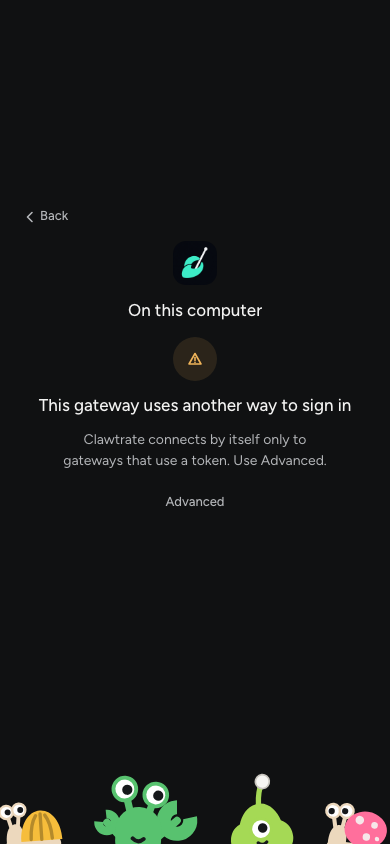 Back
On this computer
This gateway uses another way to sign in
Clawtrate connects by itself only to
gateways that use a token. Use Advanced.
Advanced